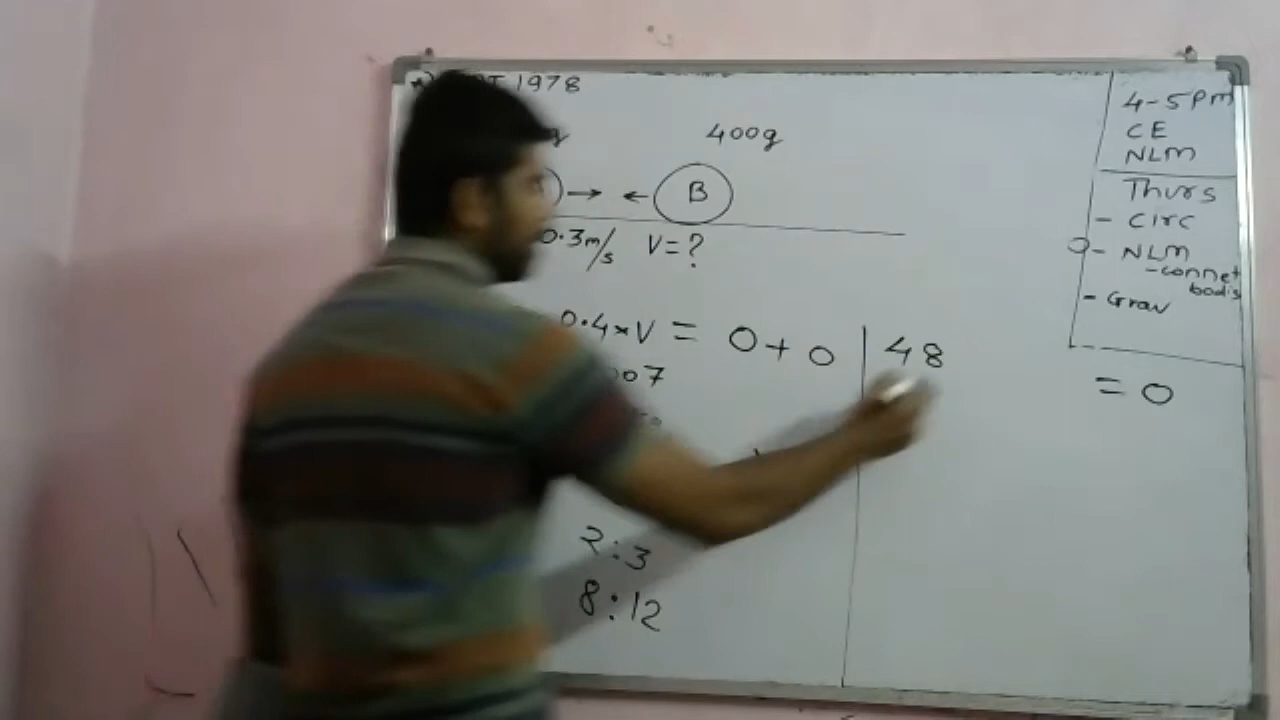 1978
400g
B
0.3m/s V=?
0.4×V = 0+0
007
2:3
8:12
48
= 0
4-5Pm
CE
NLM
Thurs
- Circ
- NLM
-connet
bodis
- Grav